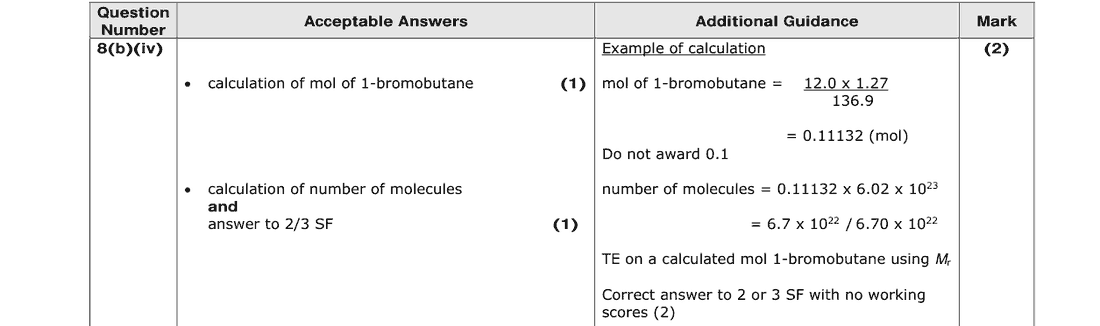 Question Number Acceptable Answers Additional Guidance Mark
8(b)(iv) Example of calculation (2)
• calculation of mol of 1-bromobutane (1) mol of 1-bromobutane = 12.0 x 1.27
136.9
= 0.11132 (mol)
Do not award 0.1
• calculation of number of molecules number of molecules = 0.11132 x 6.02 x 10²³
and
answer to 2/3 SF (1) = 6.7 x 10²² / 6.70 x 10²²
TE on a calculated mol 1-bromobutane using Mᵣ
Correct answer to 2 or 3 SF with no working
scores (2)